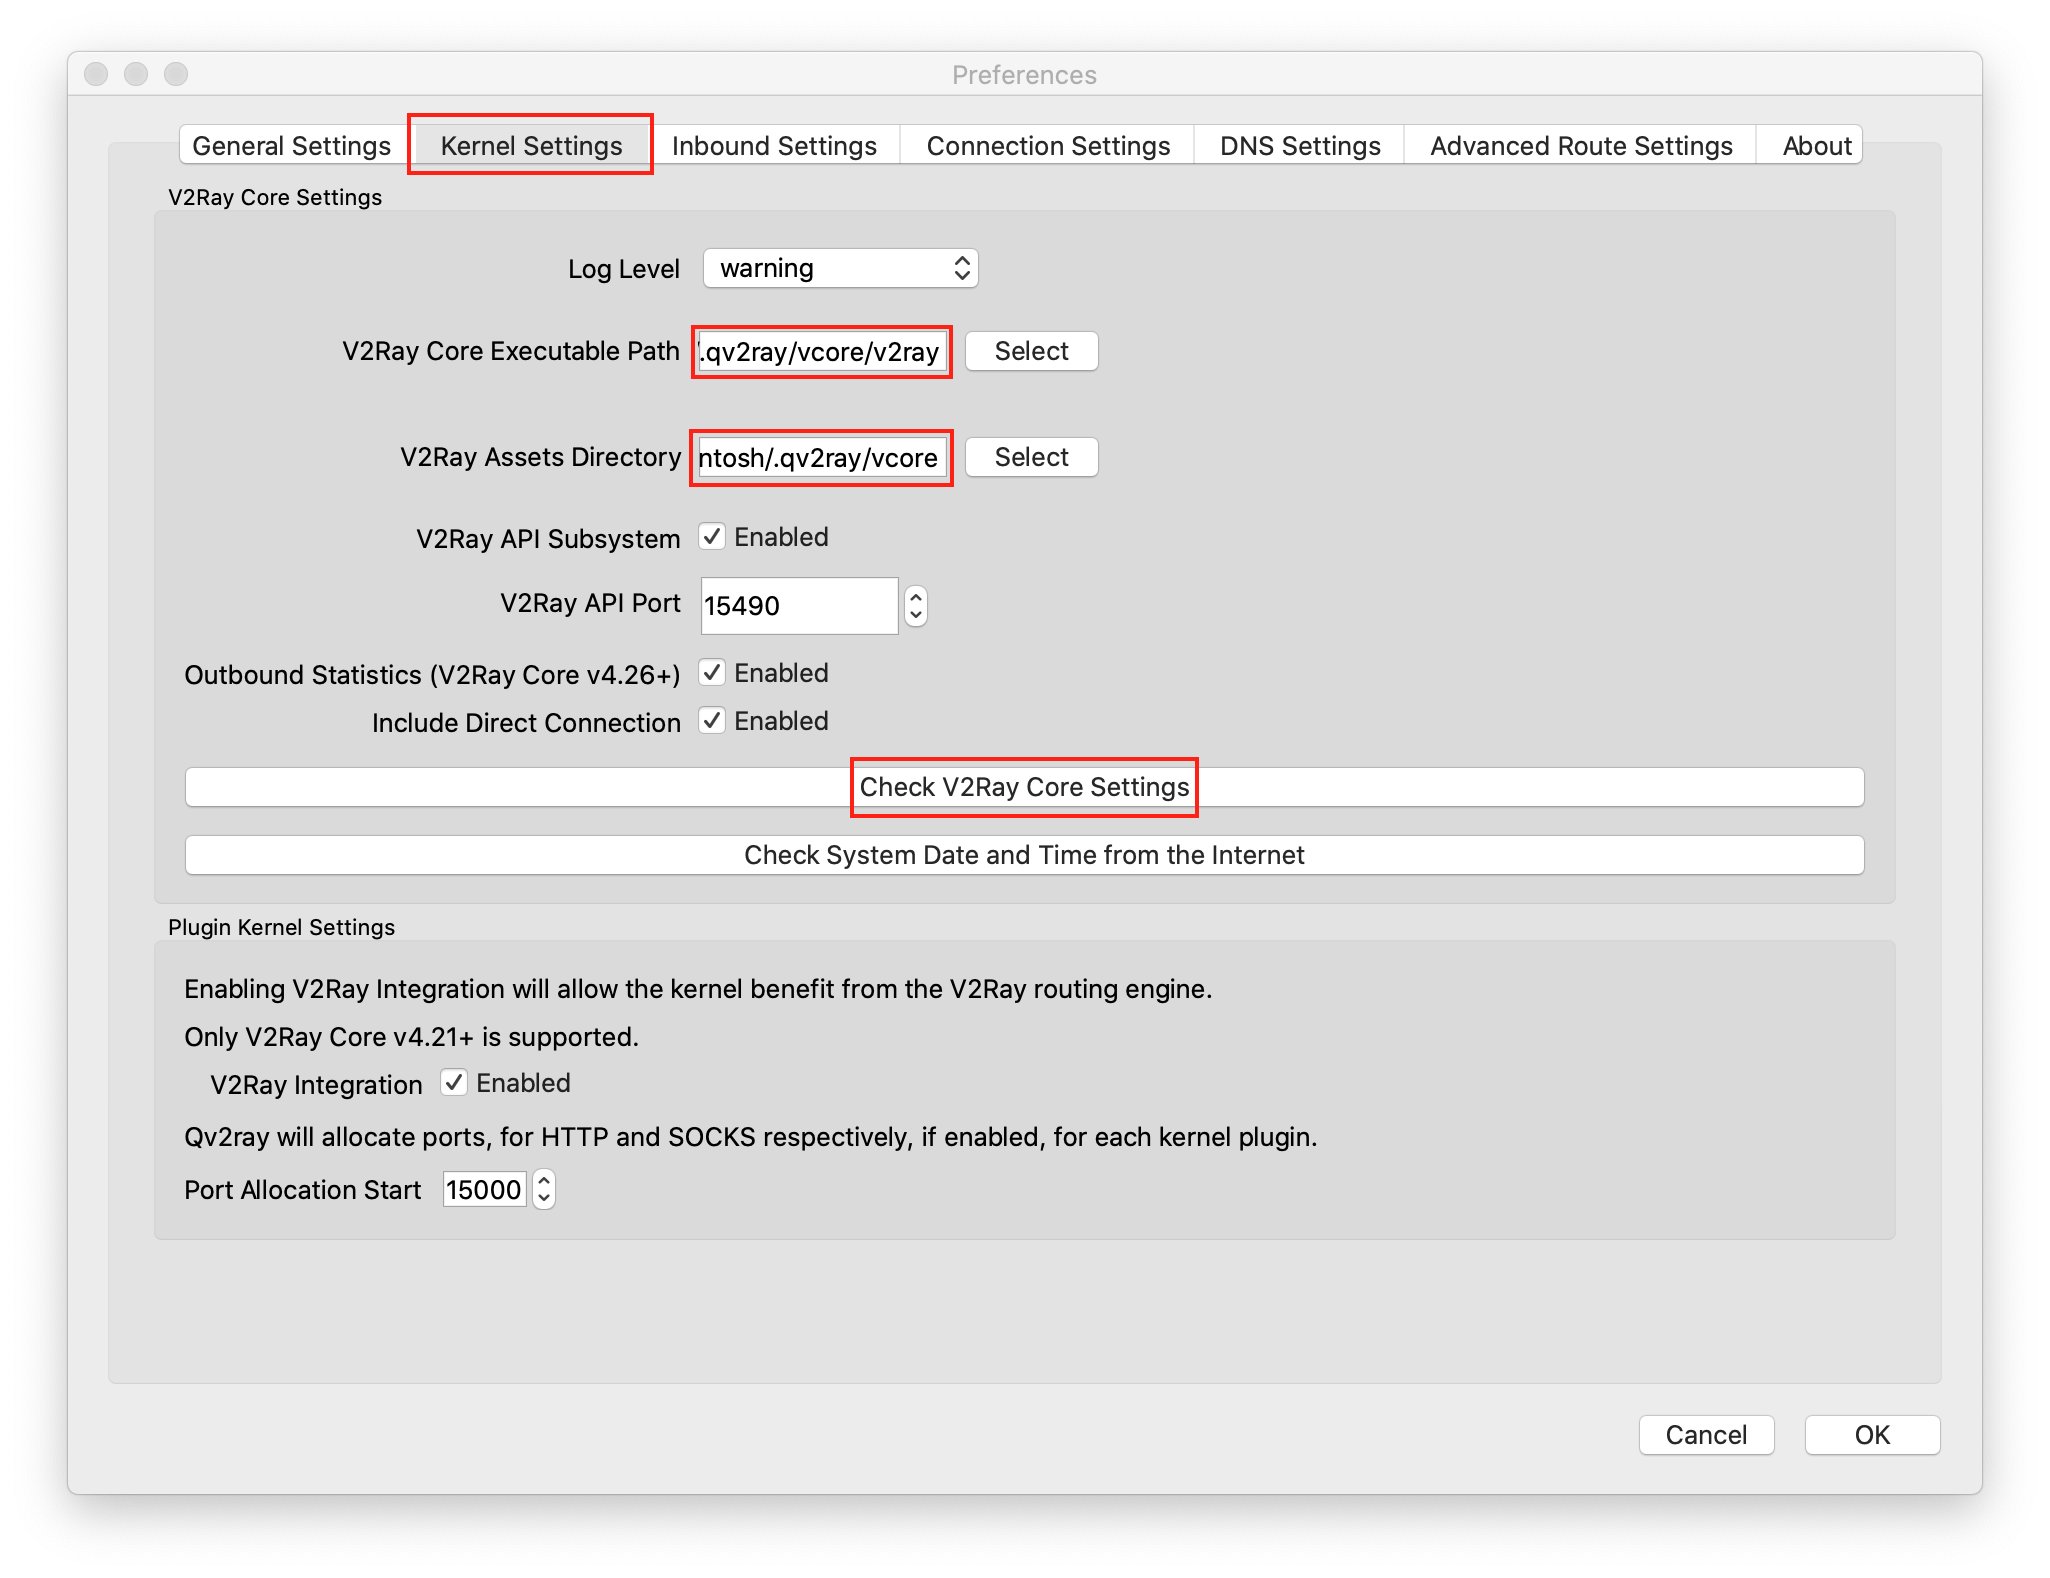 Preferences
General Settings Kernel Settings Inbound Settings Connection Settings DNS Settings Advanced Route Settings About
V2Ray Core Settings
Log Level warning
V2Ray Core Executable Path .qv2ray/vcore/v2ray Select
V2Ray Assets Directory ntosh/.qv2ray/vcore Select
V2Ray API Subsystem Enabled
V2Ray API Port 15490
Outbound Statistics (V2Ray Core v4.26+) Enabled
Include Direct Connection Enabled
Check V2Ray Core Settings
Check System Date and Time from the Internet
Plugin Kernel Settings
Enabling V2Ray Integration will allow the kernel benefit from the V2Ray routing engine.
Only V2Ray Core v4.21+ is supported.
V2Ray Integration Enabled
Qv2ray will allocate ports, for HTTP and SOCKS respectively, if enabled, for each kernel plugin.
Port Allocation Start 15000
Cancel OK